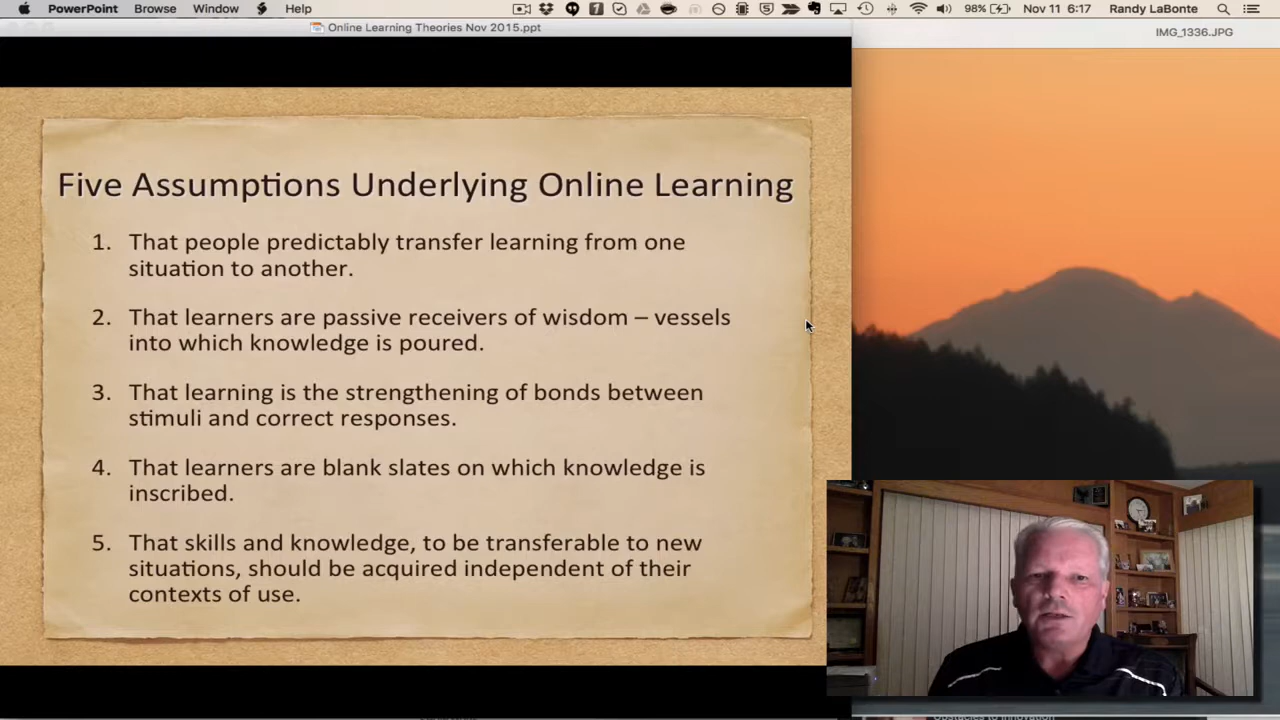 PowerPoint Browse Window Help 98% Nov 11 6:17 Randy LaBonte
Online Learning Theories Nov 2015.ppt
IMG_1336.JPG
Five Assumptions Underlying Online Learning
1. That people predictably transfer learning from one
situation to another.
2. That learners are passive receivers of wisdom – vessels
into which knowledge is poured.
3. That learning is the strengthening of bonds between
stimuli and correct responses.
4. That learners are blank slates on which knowledge is
inscribed.
5. That skills and knowledge, to be transferable to new
situations, should be acquired independent of their
contexts of use.